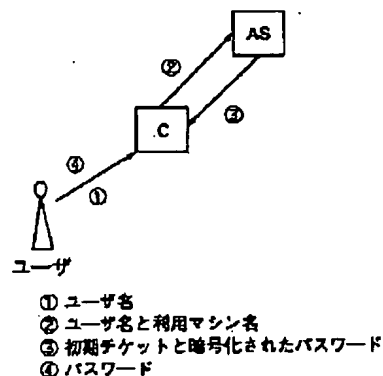 AS
②
③
C
④
①
ユーザ
① ユーザ名
② ユーザ名と利用マシン名
③ 初期チケットと暗号化されたパスワード
④ パスワード